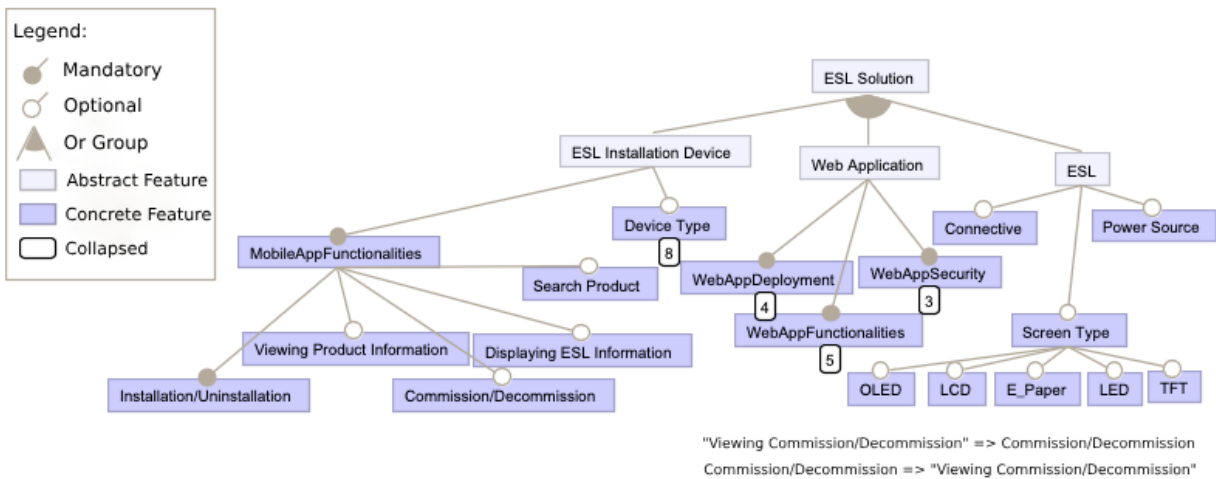 Legend:
Mandatory
Optional
Or Group
Abstract Feature
Concrete Feature
Collapsed
ESL Solution
ESL Installation Device
Web Application
ESL
MobileAppFunctionalities
Device Type
8
WebAppDeployment
4
WebAppSecurity
3
Connective
Power Source
Search Product
WebAppFunctionalities
5
Screen Type
Viewing Product Information
Displaying ESL Information
Installation/Uninstallation
Commission/Decommission
OLED
LCD
E_Paper
LED
TFT
"Viewing Commission/Decommission" => Commission/Decommission
Commission/Decommission => "Viewing Commission/Decommission"